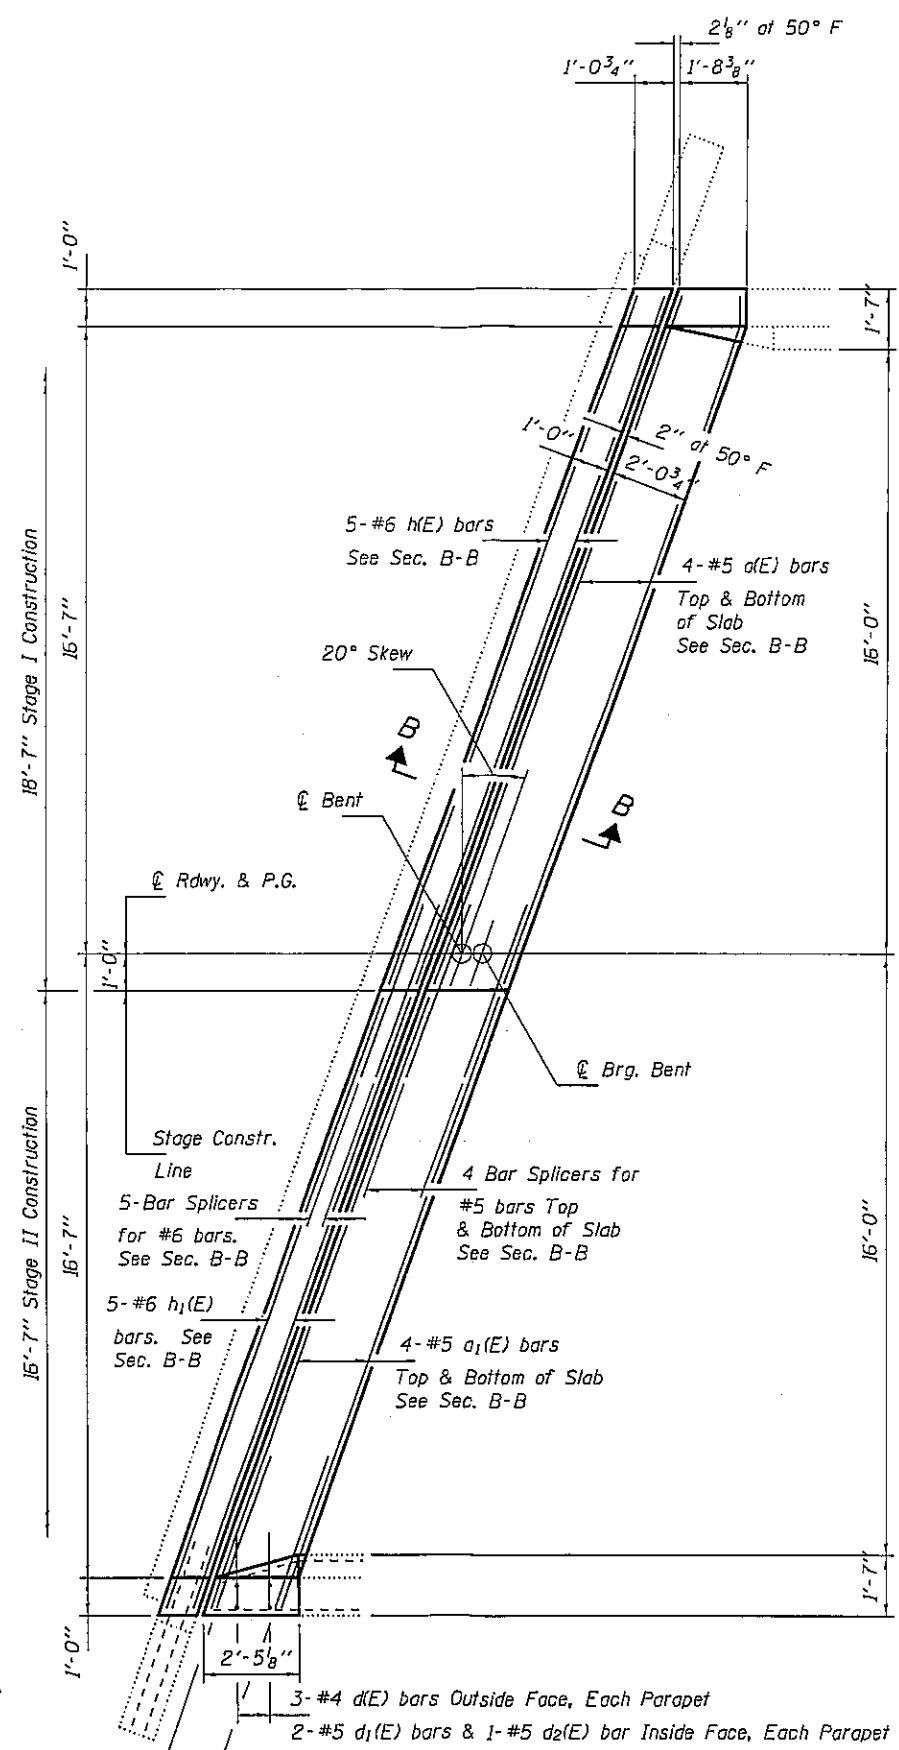 2⅛" at 50° F
1'-0¾"
1'-8⅜"
1'-0"
1'-7"
2" at 50° F
1'-0"
2'-0¾"
5-#6 h(E) bars
See Sec. B-B
4-#5 a(E) bars
Top & Bottom
of Slab
See Sec. B-B
18'-7" Stage I Construction
16'-7"
16'-0"
20° Skew
B
B
℄ Bent
℄ Rdwy. & P.G.
1'-0"
℄ Brg. Bent
Stage Constr.
Line
5-Bar Splicers
for #6 bars.
See Sec. B-B
4 Bar Splicers for
#5 bars Top
& Bottom of Slab
See Sec. B-B
16'-7" Stage II Construction
16'-7"
16'-0"
5-#6 h₁(E)
bars. See
Sec. B-B
4-#5 a₁(E) bars
Top & Bottom of Slab
See Sec. B-B
1'-7"
1'-0"
2'-5⅛"
3-#4 d(E) bars Outside Face, Each Parapet
2-#5 d₁(E) bars & 1-#5 d₂(E) bar Inside Face, Each Parapet